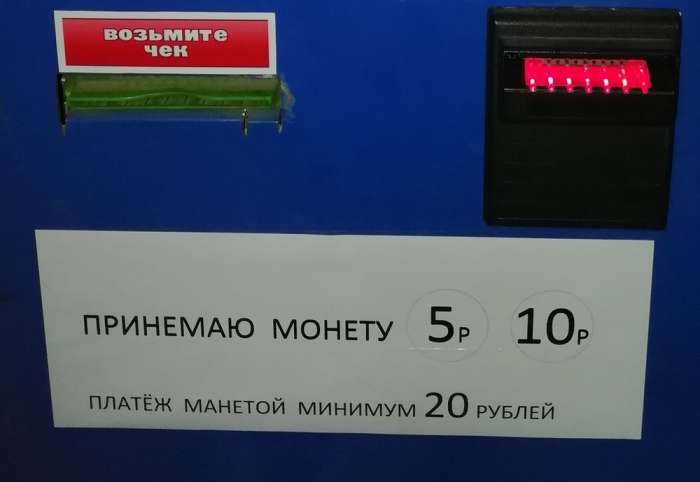 возьмите
чек
ПРИНЕМАЮ МОНЕТУ 5Р 10Р
ПЛАТЁЖ МАНЕТОЙ МИНИМУМ 20 РУБЛЕЙ